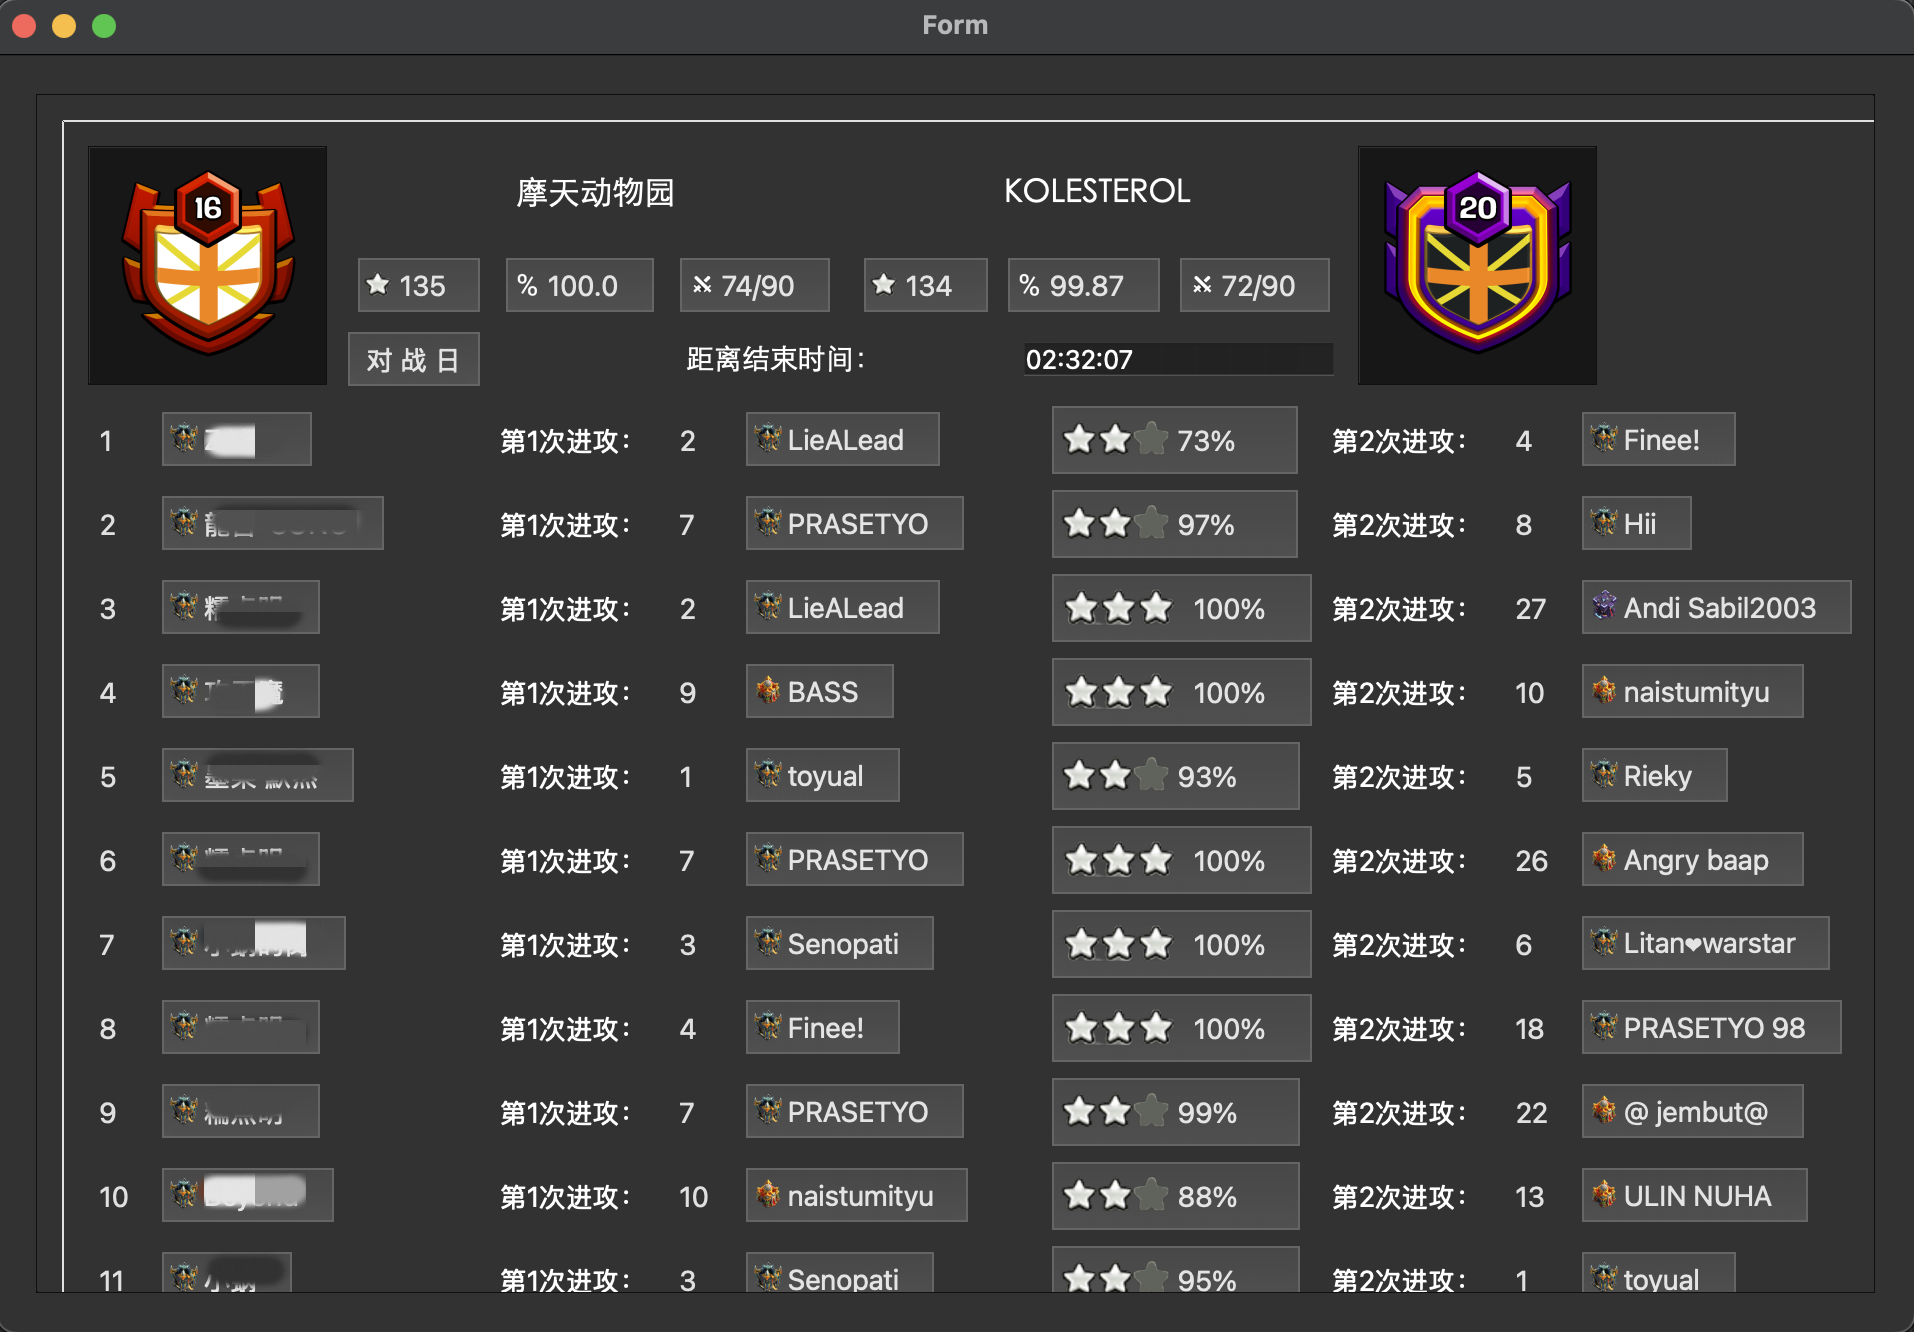 Form
16
摩天动物园
KOLESTEROL
20
135
% 100.0
74/90
134
% 99.87
72/90
对 战 日
距离结束时间：
02:32:07
1 第1次进攻： 2 LieALead 73% 第2次进攻： 4 Finee!
2 第1次进攻： 7 PRASETYO 97% 第2次进攻： 8 Hii
3 第1次进攻： 2 LieALead 100% 第2次进攻： 27 Andi Sabil2003
4 第1次进攻： 9 BASS 100% 第2次进攻： 10 naistumityu
5 第1次进攻： 1 toyual 93% 第2次进攻： 5 Rieky
6 第1次进攻： 7 PRASETYO 100% 第2次进攻： 26 Angry baap
7 第1次进攻： 3 Senopati 100% 第2次进攻： 6 Litan❤warstar
8 第1次进攻： 4 Finee! 100% 第2次进攻： 18 PRASETYO 98
9 第1次进攻： 7 PRASETYO 99% 第2次进攻： 22 @ jembut@
10 第1次进攻： 10 naistumityu 88% 第2次进攻： 13 ULIN NUHA
11 第1次进攻： 3 Senopati 95% 第2次进攻： 1 toyual